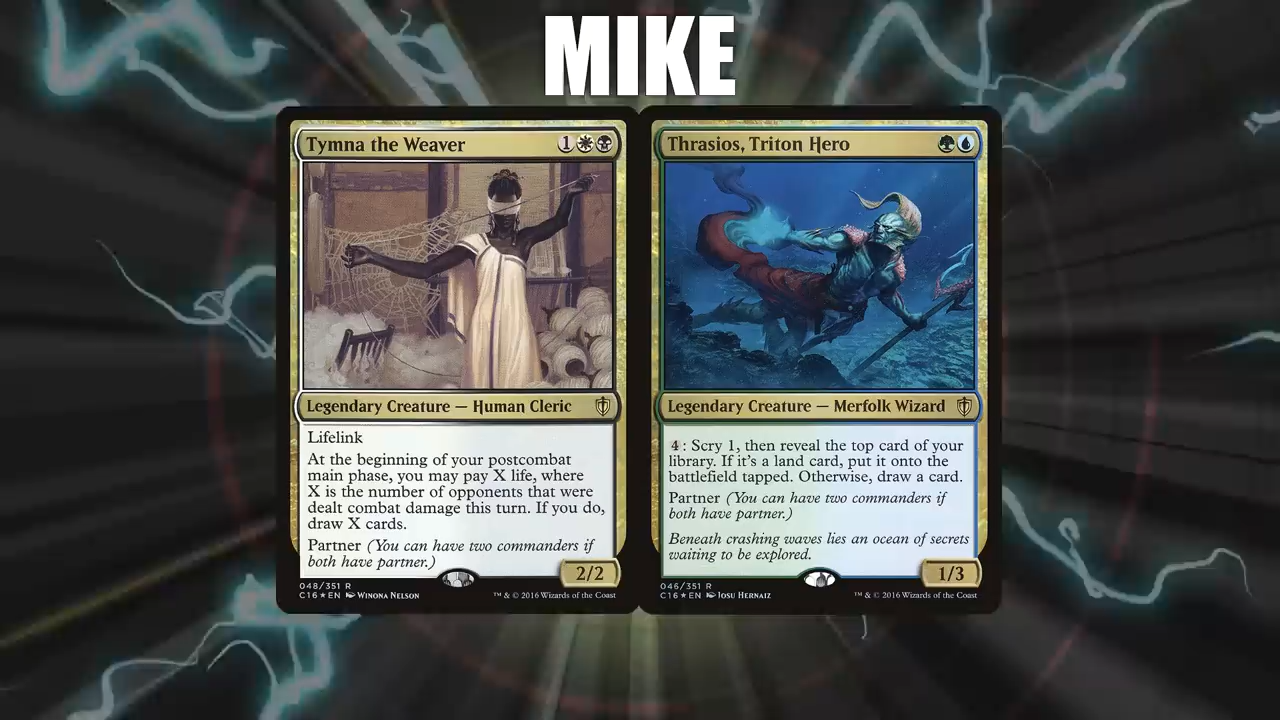 MIKE
Tymna the Weaver
1
Legendary Creature — Human Cleric
Lifelink
At the beginning of your postcombat
main phase, you may pay X life, where
X is the number of opponents that were
dealt combat damage this turn. If you do,
draw X cards.
Partner (You can have two commanders if
both have partner.)
2/2
048/351 R
C16★EN Winona Nelson
™ & © 2016 Wizards of the Coast
Thrasios, Triton Hero
Legendary Creature — Merfolk Wizard
4: Scry 1, then reveal the top card of your
library. If it's a land card, put it onto the
battlefield tapped. Otherwise, draw a card.
Partner (You can have two commanders if
both have partner.)
Beneath crashing waves lies an ocean of secrets
waiting to be explored.
1/3
046/351 R
C16★EN Josu Hernaiz
™ & © 2016 Wizards of the Coast